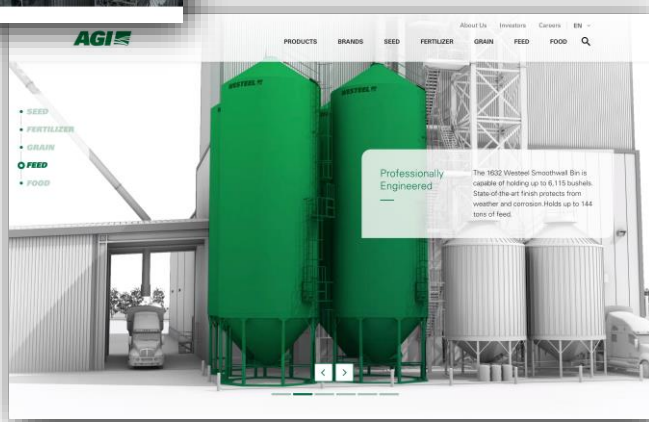 AGI
About Us Investors Careers EN
PRODUCTS BRANDS SEED FERTILIZER GRAIN FEED FOOD
WESTEEL
WESTEEL
SEED
FERTILIZER
GRAIN
FEED
FOOD
Professionally
Engineered
The 1632 Westeel Smoothwall Bin is
capable of holding up to 6,115 bushels.
State-of-the-art finish protects from
weather and corrosion.Holds up to 144
tons of feed.